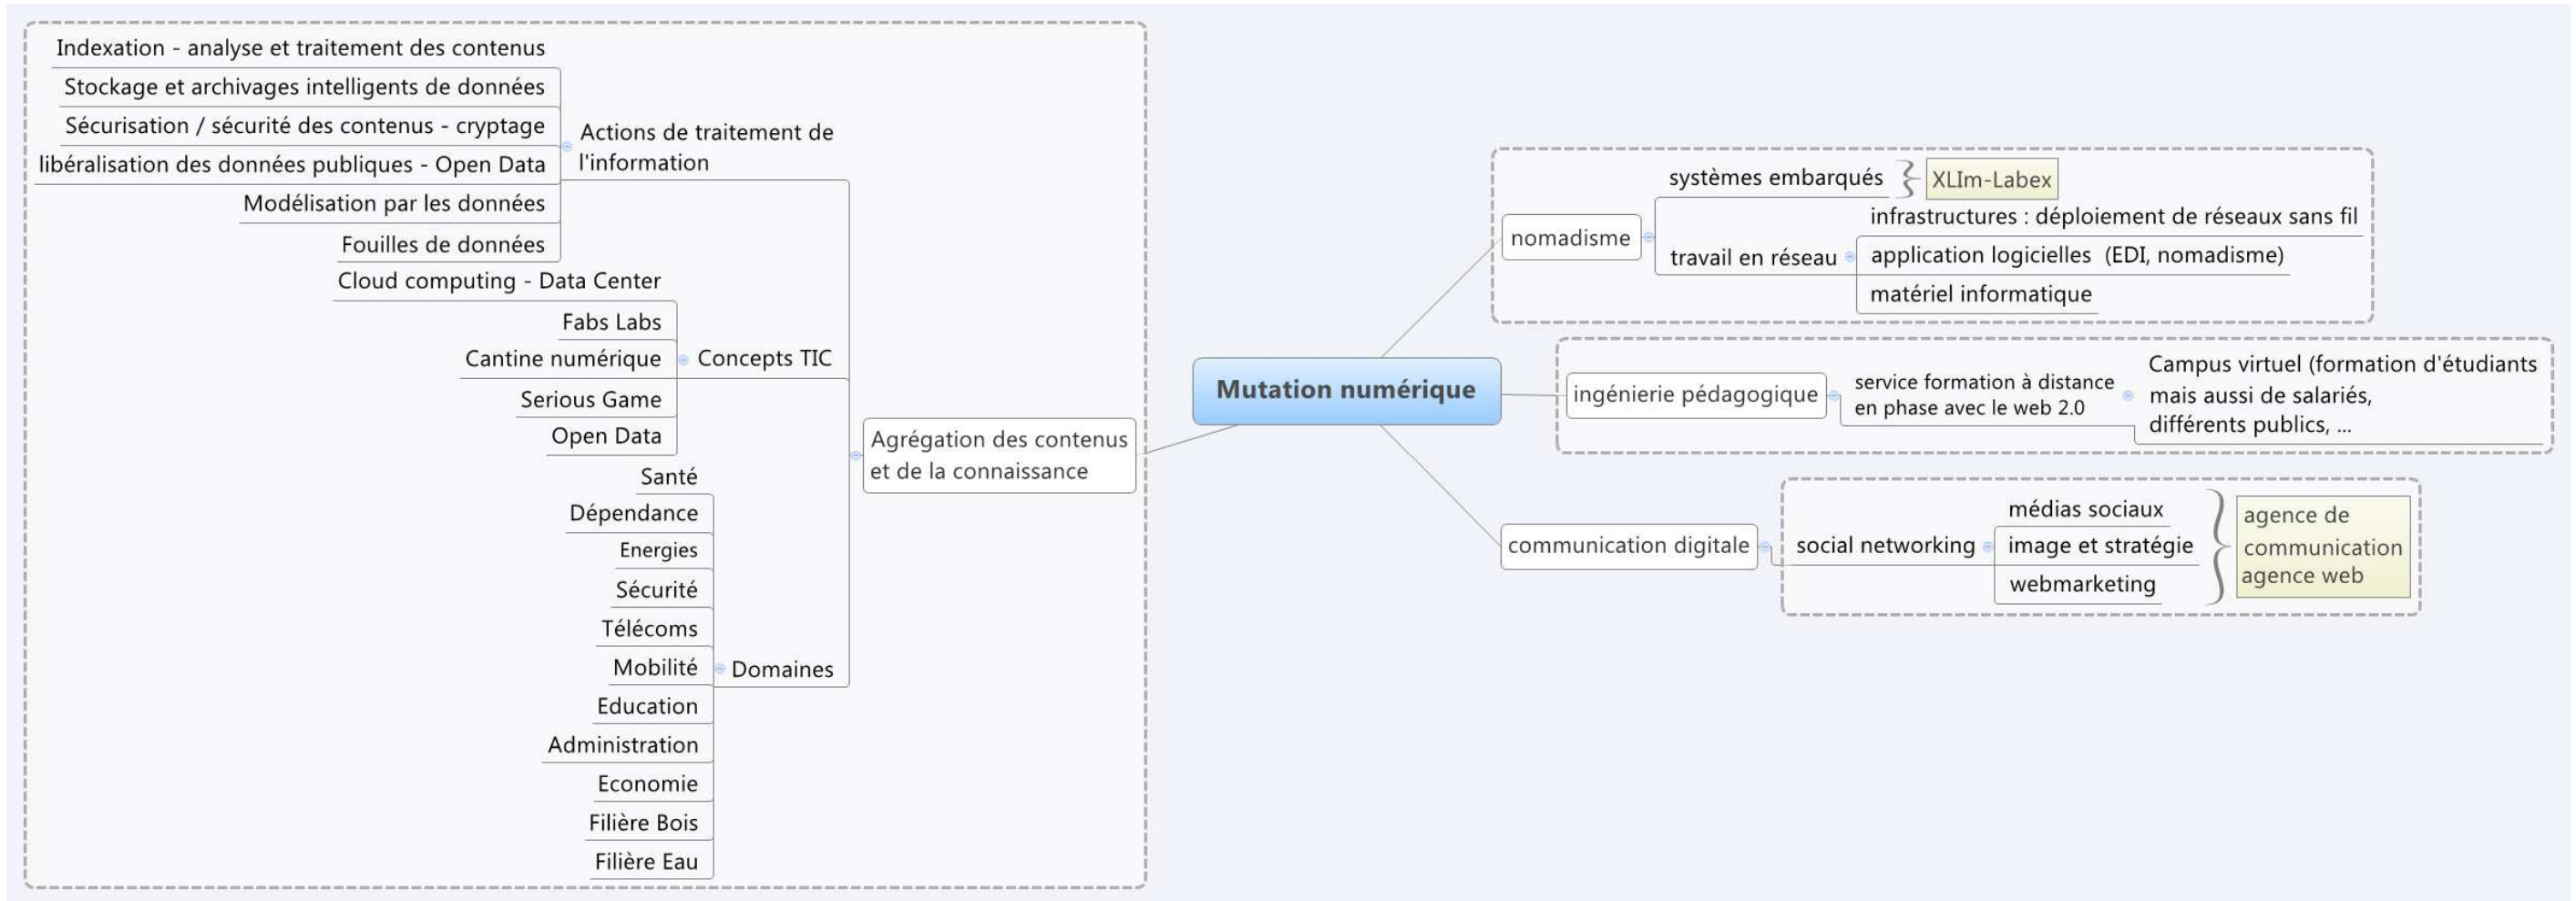 Indexation - analyse et traitement des contenus
Stockage et archivages intelligents de données
Sécurisation / sécurité des contenus - cryptage
libéralisation des données publiques - Open Data
Modélisation par les données
Fouilles de données
Actions de traitement de
l'information
Cloud computing - Data Center
Fabs Labs
Cantine numérique
Serious Game
Open Data
Concepts TIC
Santé
Dépendance
Energies
Sécurité
Télécoms
Mobilité
Education
Administration
Economie
Filière Bois
Filière Eau
Domaines
Agrégation des contenus
et de la connaissance
Mutation numérique
nomadisme
systèmes embarqués
XLIm-Labex
travail en réseau
infrastructures : déploiement de réseaux sans fil
application logicielles (EDI, nomadisme)
matériel informatique
ingénierie pédagogique
service formation à distance
en phase avec le web 2.0
Campus virtuel (formation d'étudiants
mais aussi de salariés,
différents publics, ...
communication digitale
social networking
médias sociaux
image et stratégie
webmarketing
agence de
communication
agence web